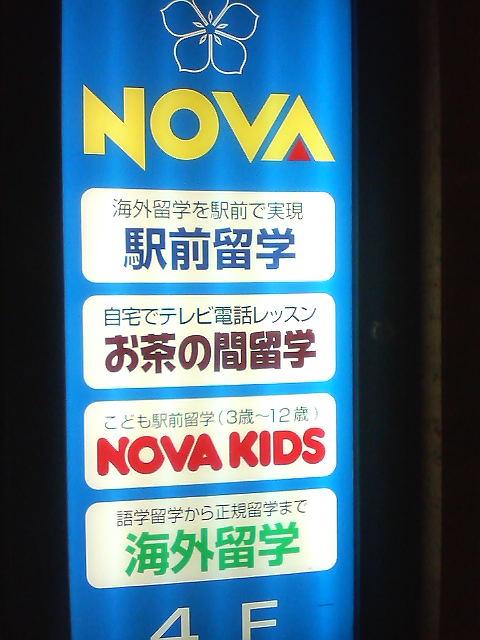 NOVA
海外留学を駅前で実現
駅前留学
自宅でテレビ電話レッスン
お茶の間留学
こども駅前留学(3歳～12歳)
NOVA KIDS
語学留学から正規留学まで
海外留学
4F